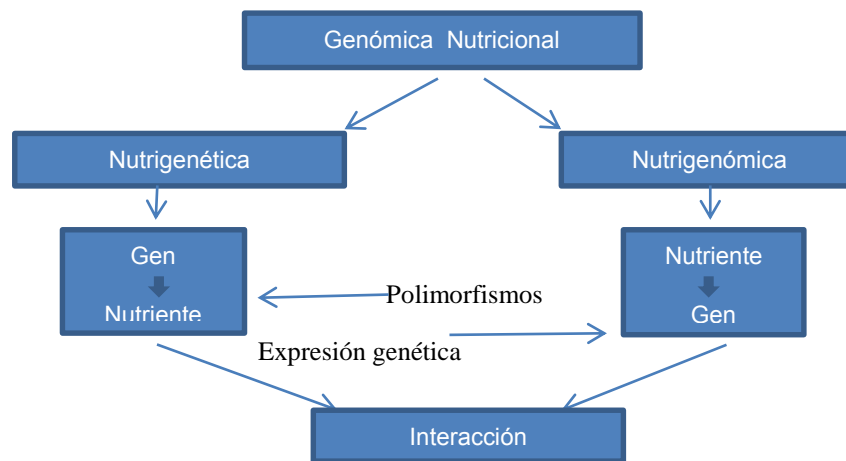 Genómica Nutricional
Nutrigenética
Nutrigenómica
Gen
Nutriente
Nutriente
Gen
Polimorfismos
Expresión genética
Interacción